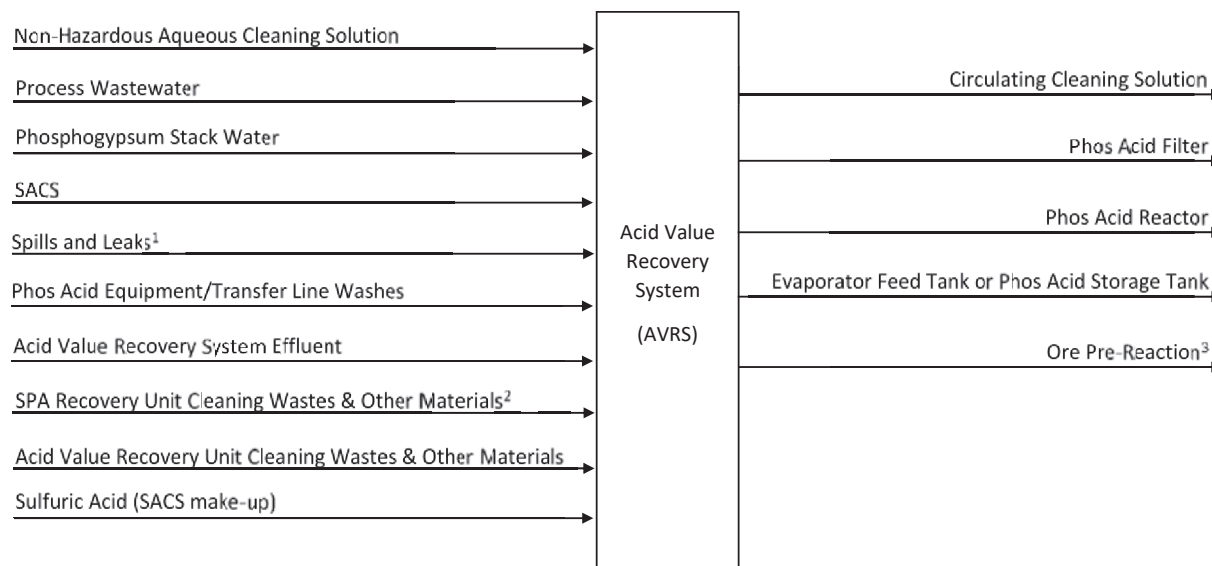 Non-Hazardous Aqueous Cleaning Solution
Process Wastewater
Phosphogypsum Stack Water
SACS
Spills and Leaks¹
Phos Acid Equipment/Transfer Line Washes
Acid Value Recovery System Effluent
SPA Recovery Unit Cleaning Wastes & Other Materials²
Acid Value Recovery Unit Cleaning Wastes & Other Materials
Sulfuric Acid (SACS make-up)
Acid Value
Recovery
System
(AVRS)
Circulating Cleaning Solution
Phos Acid Filter
Phos Acid Reactor
Evaporator Feed Tank or Phos Acid Storage Tank
Ore Pre-Reaction³